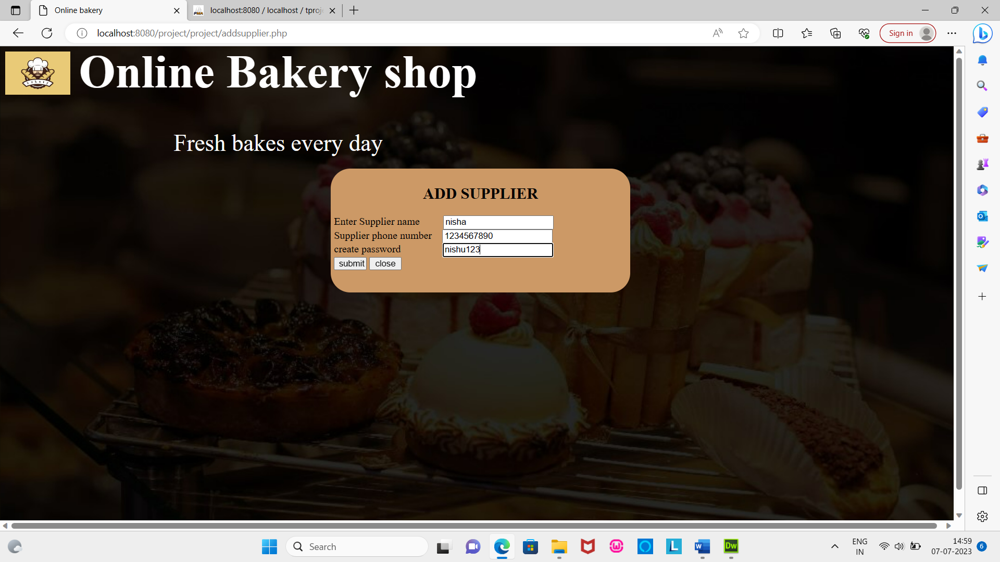 Online bakery
localhost:8080 / localhost / tproj
localhost:8080/project/project/addsupplier.php
Sign in
bakery
Online Bakery shop
Fresh bakes every day
ADD SUPPLIER
Enter Supplier name nisha
Supplier phone number 1234567890
create password nishu123
submit close
Search
Dw
ENG
IN
14:59
07-07-2023
6